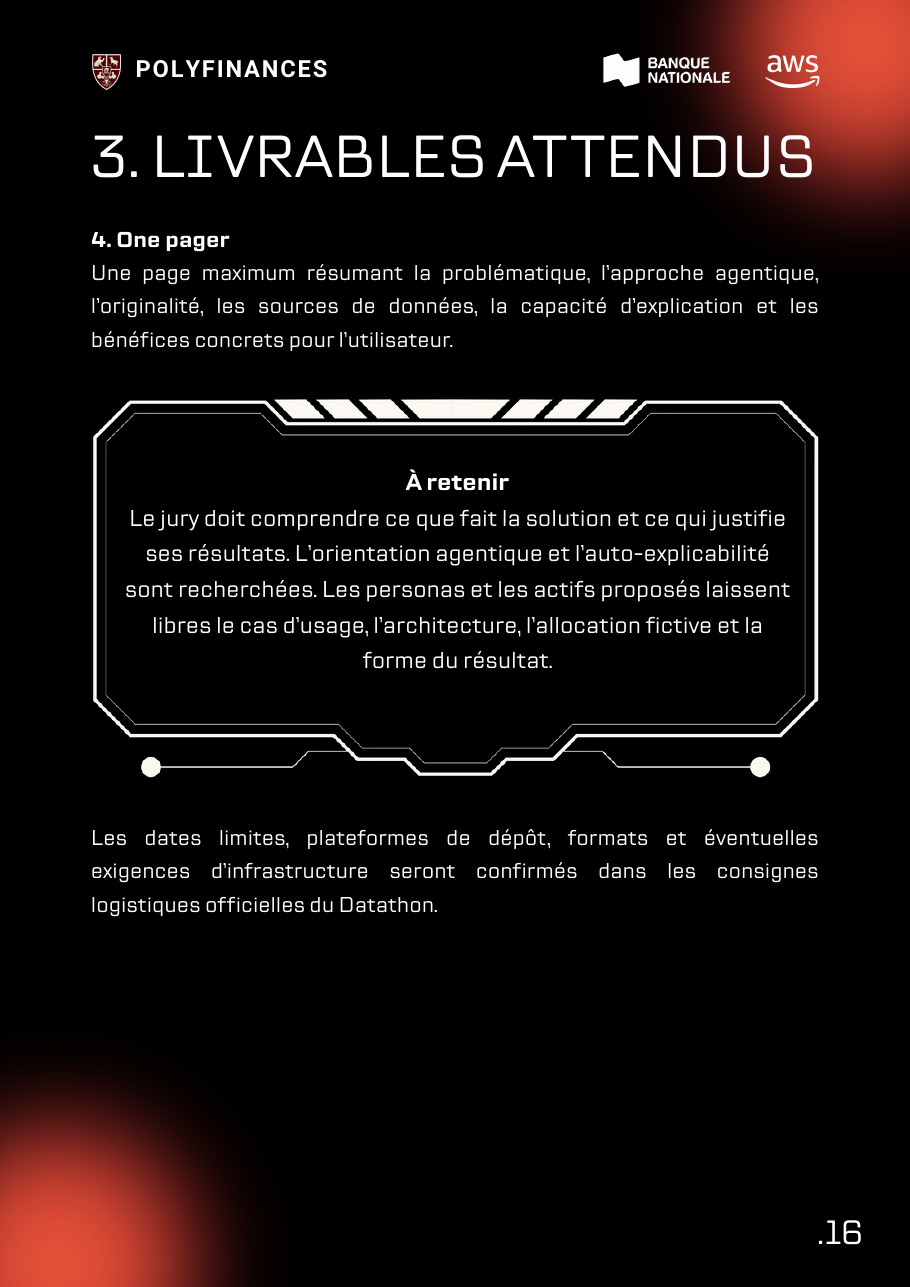 POLYFINANCES
BANQUE
NATIONALE
aws
3. LIVRABLES ATTENDUS
4. One pager
Une page maximum résumant la problématique, l’approche agentique,
l’originalité, les sources de données, la capacité d’explication et les
bénéfices concrets pour l’utilisateur.
À retenir
Le jury doit comprendre ce que fait la solution et ce qui justifie
ses résultats. L’orientation agentique et l’auto-explicabilité
sont recherchées. Les personas et les actifs proposés laissent
libres le cas d’usage, l’architecture, l’allocation fictive et la
forme du résultat.
Les dates limites, plateformes de dépôt, formats et éventuelles
exigences d’infrastructure seront confirmés dans les consignes
logistiques officielles du Datathon.
.16